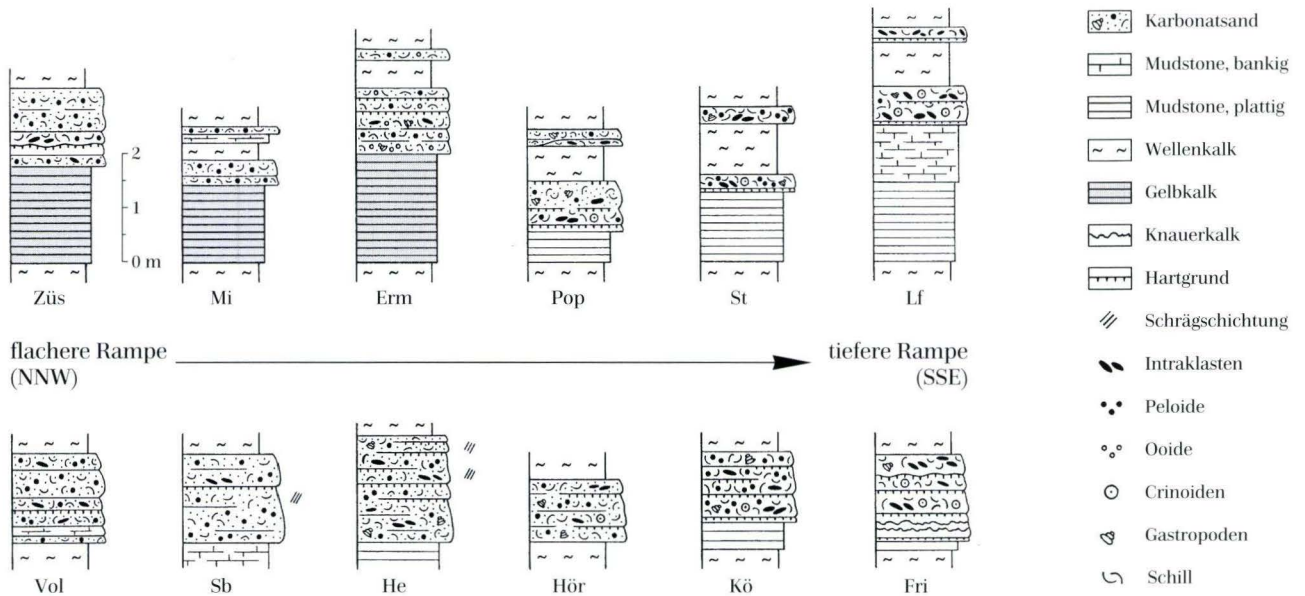 2
1
0 m
Züs
Mi
Erm
Pop
St
Lf
flachere Rampe
(NNW)
tiefere Rampe
(SSE)
Vol
Sb
He
Hör
Kö
Fri
Karbonatsand
Mudstone, bankig
Mudstone, plattig
Wellenkalk
Gelbkalk
Knauerkalk
Hartgrund
Schrägschichtung
Intraklasten
Peloide
Ooide
Crinoiden
Gastropoden
Schill